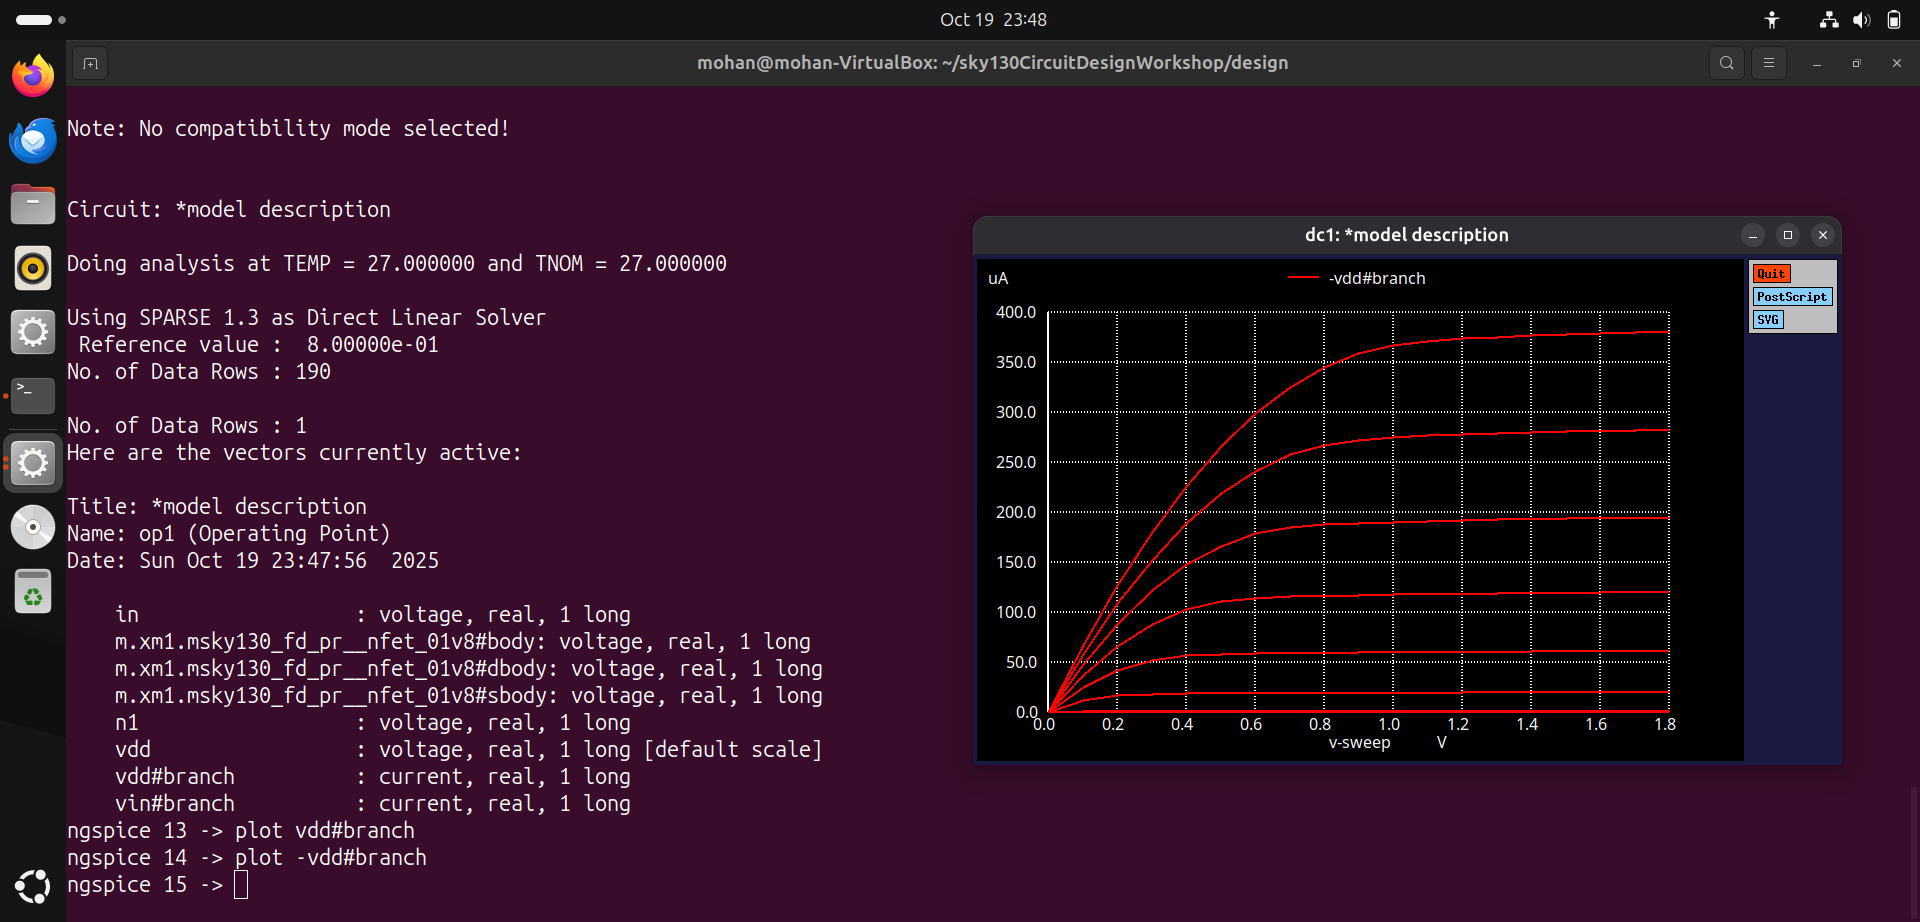 Oct 19  23:48
mohan@mohan-VirtualBox: ~/sky130CircuitDesignWorkshop/design
Note: No compatibility mode selected!
Circuit: *model description
Doing analysis at TEMP = 27.000000 and TNOM = 27.000000
Using SPARSE 1.3 as Direct Linear Solver
Reference value :  8.00000e-01
No. of Data Rows : 190
No. of Data Rows : 1
Here are the vectors currently active:
Title: *model description
Name: op1 (Operating Point)
Date: Sun Oct 19 23:47:56  2025
in                  : voltage, real, 1 long
m.xm1.msky130_fd_pr__nfet_01v8#body: voltage, real, 1 long
m.xm1.msky130_fd_pr__nfet_01v8#dbody: voltage, real, 1 long
m.xm1.msky130_fd_pr__nfet_01v8#sbody: voltage, real, 1 long
n1                  : voltage, real, 1 long
vdd                 : voltage, real, 1 long [default scale]
vdd#branch          : current, real, 1 long
vin#branch          : current, real, 1 long
ngspice 13 -> plot vdd#branch
ngspice 14 -> plot -vdd#branch
ngspice 15 ->
dc1: *model description
uA
-vdd#branch
Quit
PostScript
SVG
400.0
350.0
300.0
250.0
200.0
150.0
100.0
50.0
0.0
0.0 0.2 0.4 0.6 0.8 1.0 1.2 1.4 1.6 1.8
v-sweep V
>_